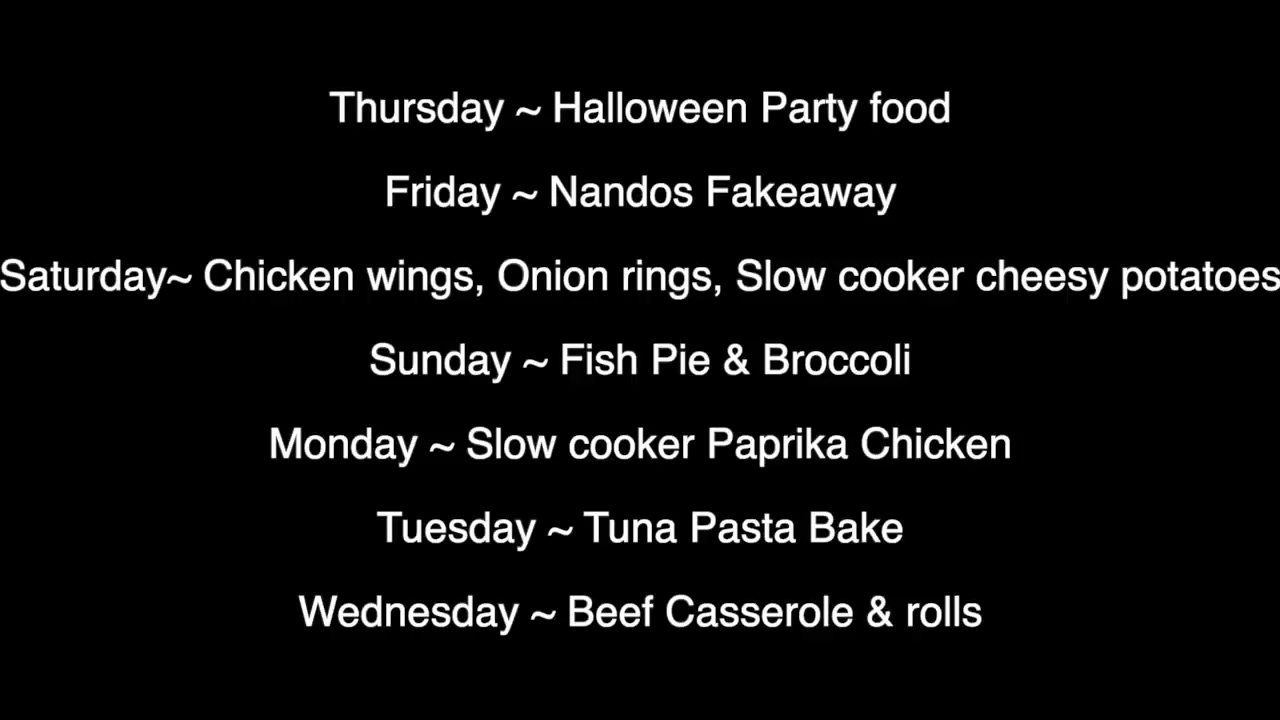 Thursday ~ Halloween Party food
Friday ~ Nandos Fakeaway
Saturday~ Chicken wings, Onion rings, Slow cooker cheesy potatoes
Sunday ~ Fish Pie & Broccoli
Monday ~ Slow cooker Paprika Chicken
Tuesday ~ Tuna Pasta Bake
Wednesday ~ Beef Casserole & rolls